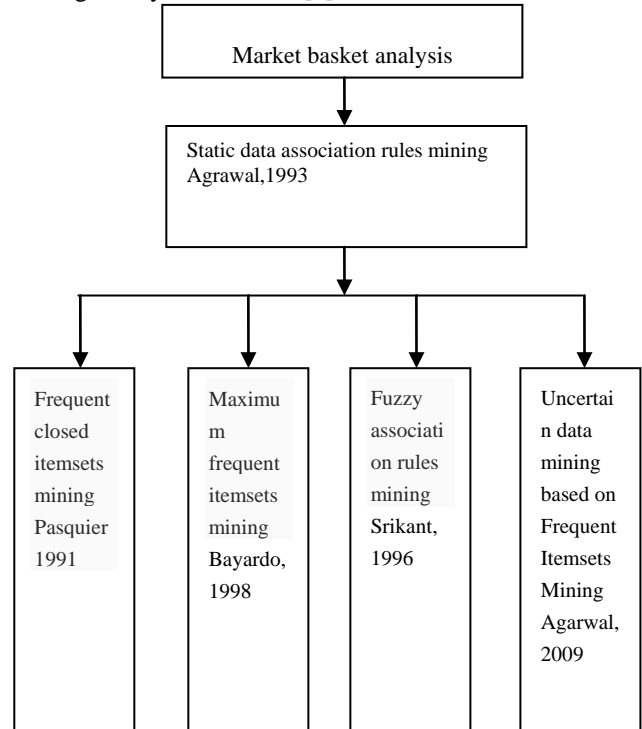 Market basket analysis
Static data association rules mining
Agrawal,1993
Frequent
closed
itemsets
mining
Pasquier
1991
Maximu
m
frequent
itemsets
mining
Bayardo,
1998
Fuzzy
associati
on rules
mining
Srikant,
1996
Uncertai
n data
mining
based on
Frequent
Itemsets
Mining
Agarwal,
2009